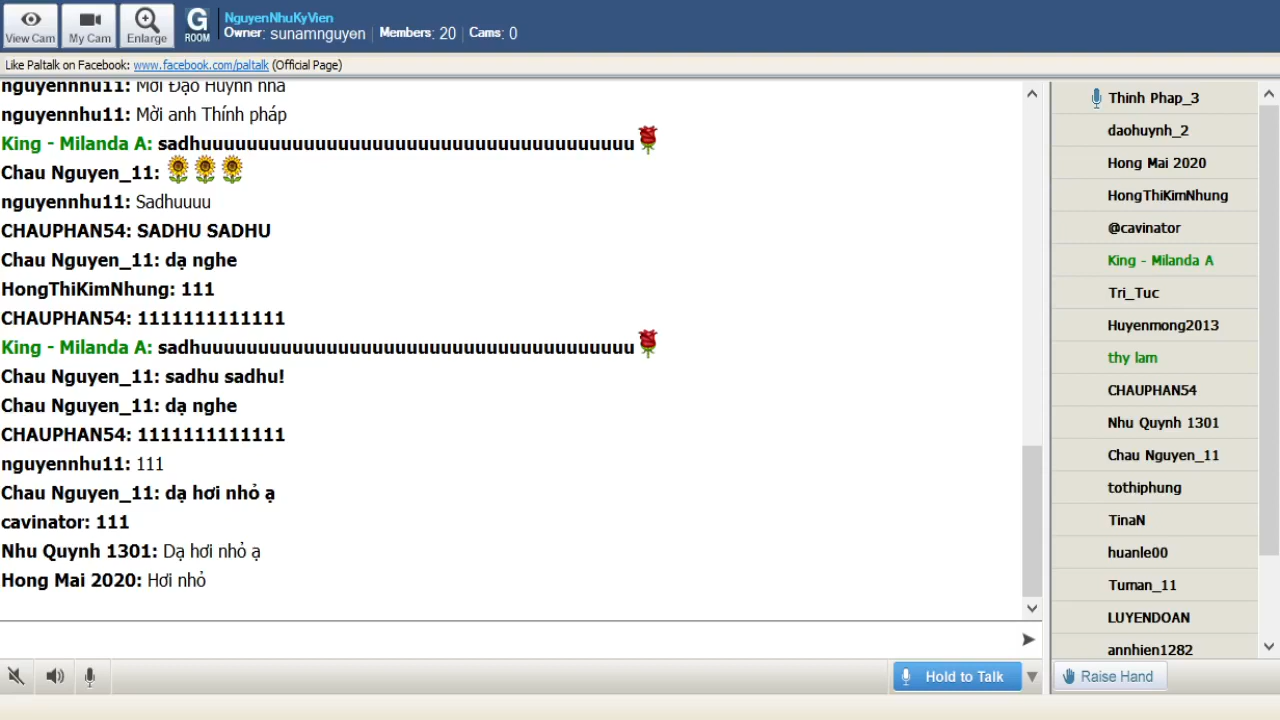 View Cam
My Cam
Enlarge
G
ROOM
NguyenNhuKyVien
Owner: sunamnguyen | Members: 20 | Cams: 0
Like Paltalk on Facebook: www.facebook.com/paltalk (Official Page)
nguyennhu11: Mời Đạo Huynh nha
nguyennhu11: Mời anh Thính pháp
King - Milanda A: sadhuuuuuuuuuuuuuuuuuuuuuuuuuuuuuuuuuuuuuu
Chau Nguyen_11:
nguyennhu11: Sadhuuuu
CHAUPHAN54: SADHU SADHU
Chau Nguyen_11: dạ nghe
HongThiKimNhung: 111
CHAUPHAN54: 1111111111111
King - Milanda A: sadhuuuuuuuuuuuuuuuuuuuuuuuuuuuuuuuuuuuuuu
Chau Nguyen_11: sadhu sadhu!
Chau Nguyen_11: dạ nghe
CHAUPHAN54: 1111111111111
nguyennhu11: 111
Chau Nguyen_11: dạ hơi nhỏ ạ
cavinator: 111
Nhu Quynh 1301: Dạ hơi nhỏ ạ
Hong Mai 2020: Hơi nhỏ
Hold to Talk
Thinh Phap_3
daohuynh_2
Hong Mai 2020
HongThiKimNhung
@cavinator
King - Milanda A
Tri_Tuc
Huyenmong2013
thy lam
CHAUPHAN54
Nhu Quynh 1301
Chau Nguyen_11
tothiphung
TinaN
huanle00
Tuman_11
LUYENDOAN
annhien1282
Raise Hand